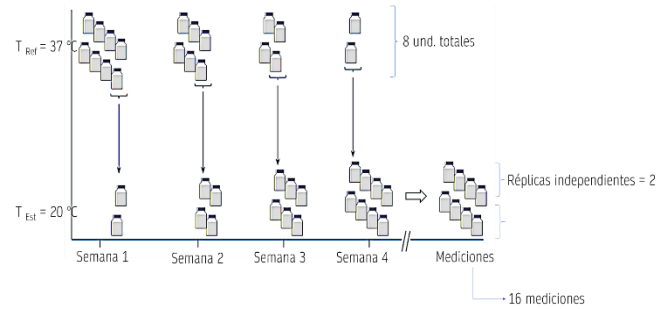 T Ref = 37 °C
8 und. totales
T Est = 20 °C
Réplicas independientes = 2
Semana 1
Semana 2
Semana 3
Semana 4
//
Mediciones
16 mediciones